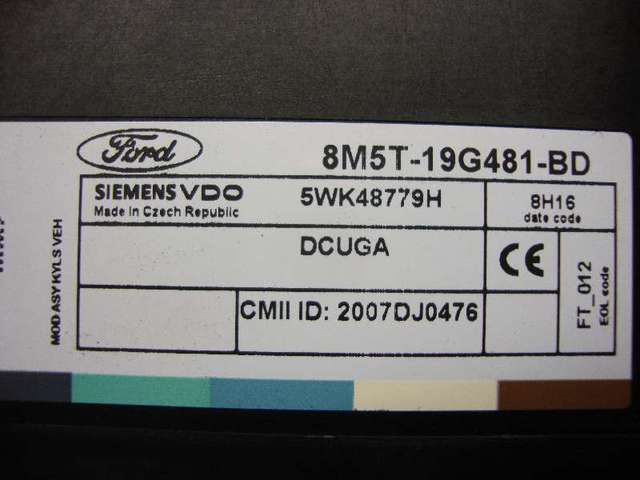 Ford
8M5T-19G481-BD
SIEMENS VDO
Made in Czech Republic
5WK48779H
8H16
date code
DCUGA
CE
FT_012
EOL code
CMII ID: 2007DJ0476
MOD ASY KYLS VEH